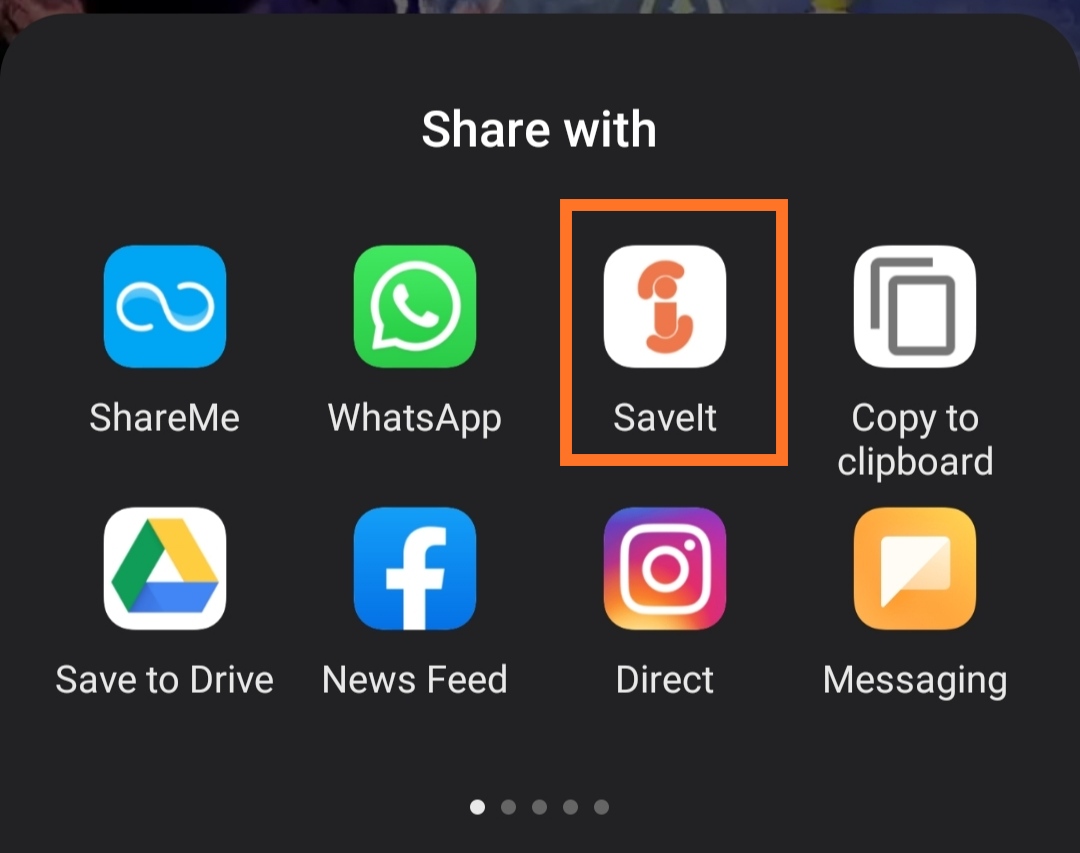 Share with
ShareMe
WhatsApp
SaveIt
Copy to
clipboard
Save to Drive
News Feed
Direct
Messaging